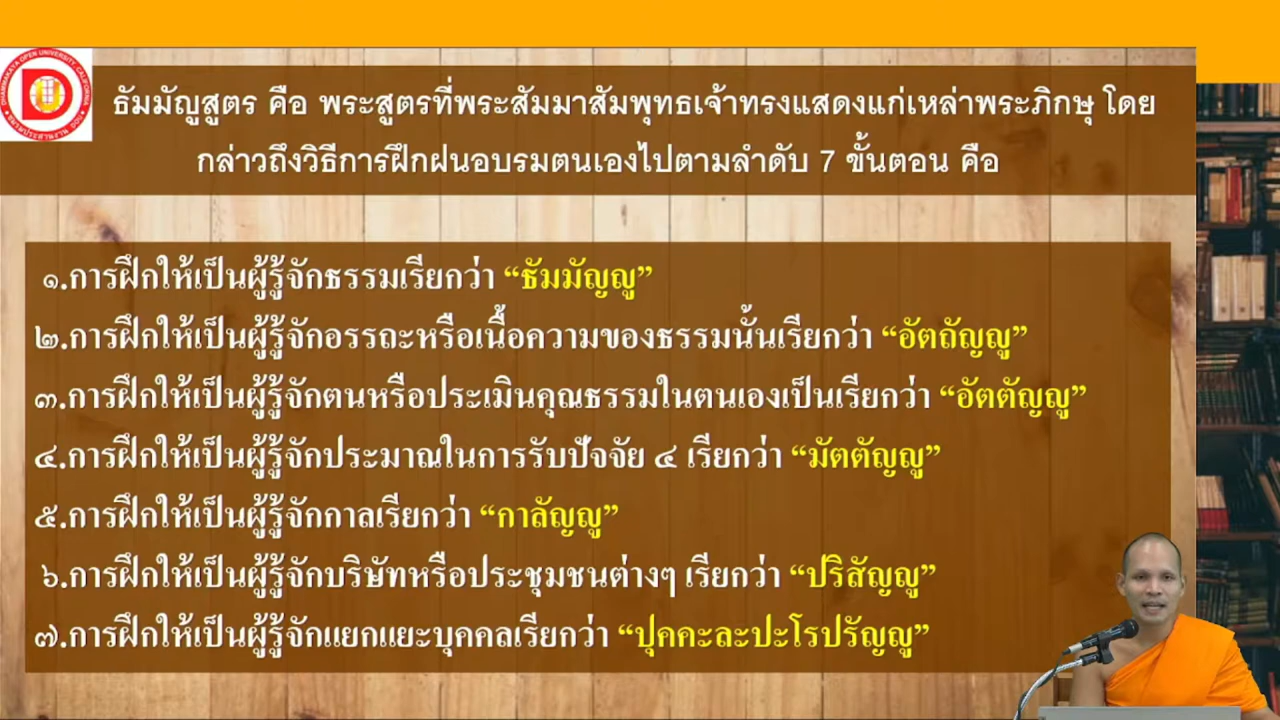 DHAMMAKAYA OPEN UNIVERSITY, CALIFORNIA
ธัมมัญญูสูตร คือ พระสูตรที่พระสัมมาสัมพุทธเจ้าทรงแสดงแก่เหล่าพระภิกษุ โดย
กล่าวถึงวิธีการฝึกฝนอบรมตนเองไปตามลำดับ 7 ขั้นตอน คือ
๑.การฝึกให้เป็นผู้รู้จักธรรมเรียกว่า “ธัมมัญญู”
๒.การฝึกให้เป็นผู้รู้จักอรรถะหรือเนื้อความของธรรมนั้นเรียกว่า “อัตถัญญู”
๓.การฝึกให้เป็นผู้รู้จักตนหรือประเมินคุณธรรมในตนเองเป็นเรียกว่า “อัตตัญญู”
๔.การฝึกให้เป็นผู้รู้จักประมาณในการรับปัจจัย ๔ เรียกว่า “มัตตัญญู”
๕.การฝึกให้เป็นผู้รู้จักกาลเรียกว่า “กาลัญญู”
๖.การฝึกให้เป็นผู้รู้จักบริษัทหรือประชุมชนต่างๆ เรียกว่า “ปริสัญญู”
๗.การฝึกให้เป็นผู้รู้จักแยกแยะบุคคลเรียกว่า “ปุคคะละปะโรปรัญญู”